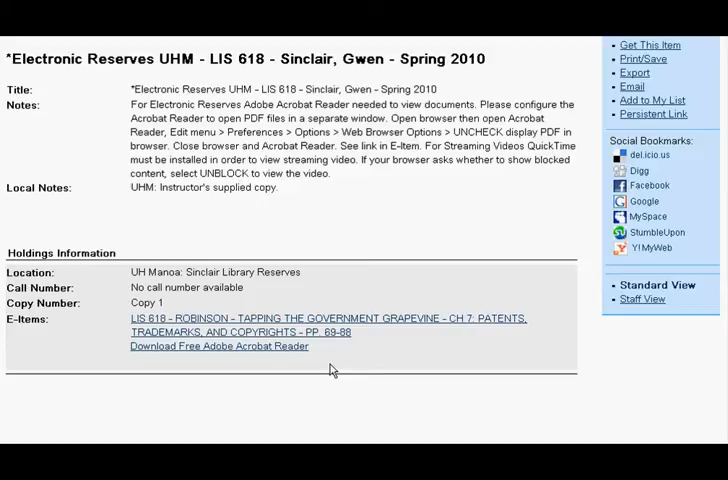 *Electronic Reserves UHM - LIS 618 - Sinclair, Gwen - Spring 2010
Title: *Electronic Reserves UHM - LIS 618 - Sinclair, Gwen - Spring 2010
Notes: For Electronic Reserves Adobe Acrobat Reader needed to view documents. Please configure the
Acrobat Reader to open PDF files in a separate window. Open browser then open Acrobat
Reader, Edit menu > Preferences > Options > Web Browser Options > UNCHECK display PDF in
browser. Close browser and Acrobat Reader. See link in E-Item. For Streaming Videos QuickTime
must be installed in order to view streaming video. If your browser asks whether to show blocked
content, select UNBLOCK to view the video.
Local Notes: UHM: Instructor's supplied copy.
Holdings Information
Location: UH Manoa: Sinclair Library Reserves
Call Number: No call number available
Copy Number: Copy 1
E-Items: LIS 618 - ROBINSON - TAPPING THE GOVERNMENT GRAPEVINE - CH 7: PATENTS,
TRADEMARKS, AND COPYRIGHTS - PP. 69-88
Download Free Adobe Acrobat Reader
Get This Item
Print/Save
Export
Email
Add to My List
Persistent Link
Social Bookmarks:
del.icio.us
Digg
Facebook
Google
MySpace
StumbleUpon
Y! MyWeb
Standard View
Staff View